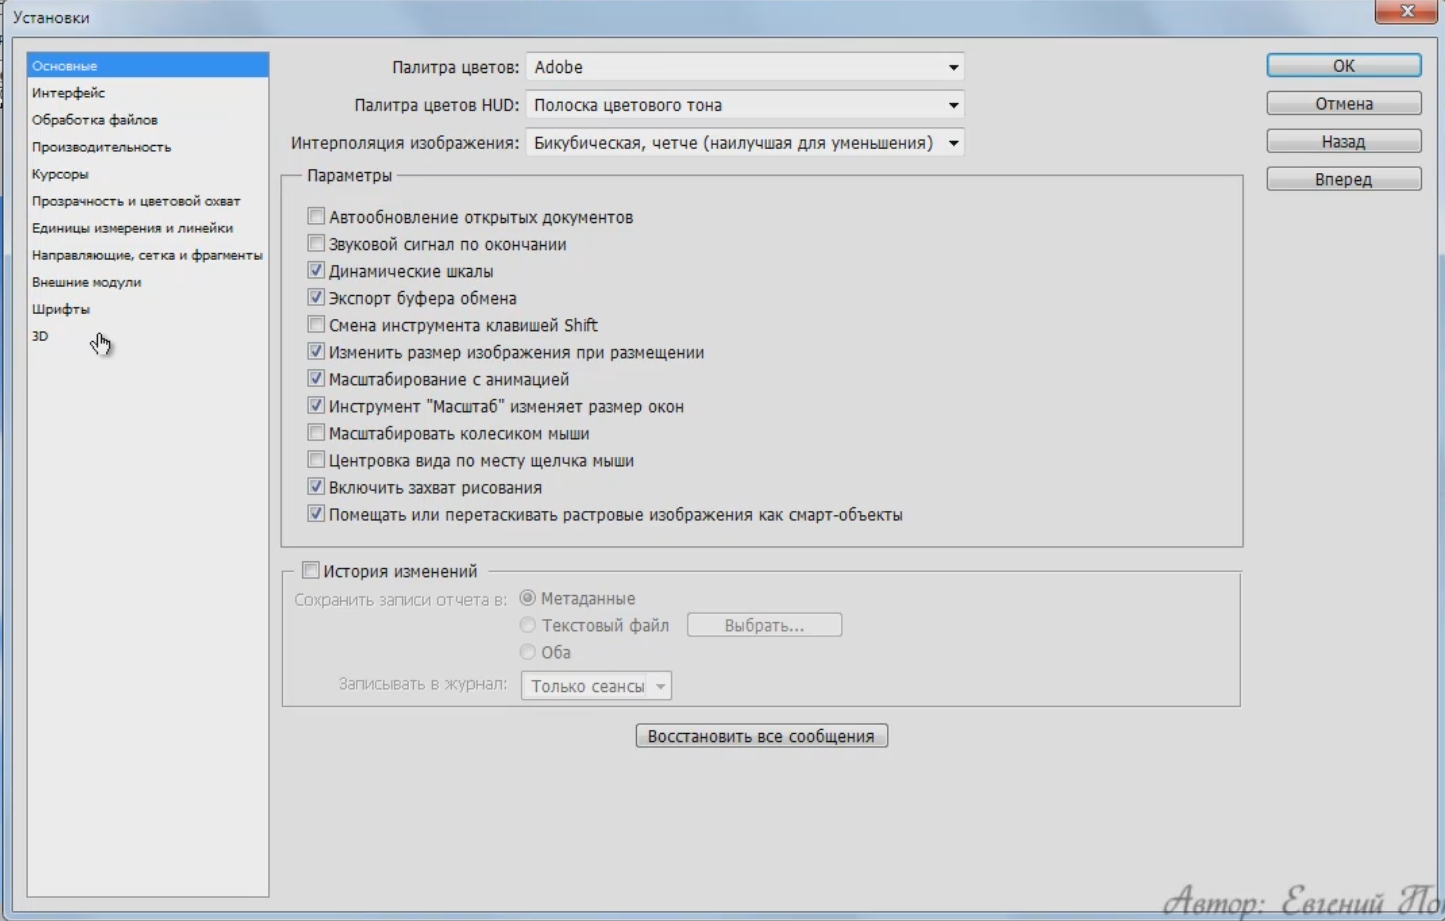 Установки
Основные
Интерфейс
Обработка файлов
Производительность
Курсоры
Прозрачность и цветовой охват
Единицы измерения и линейки
Направляющие, сетка и фрагменты
Внешние модули
Шрифты
3D
Палитра цветов: Adobe
Палитра цветов HUD: Полоска цветового тона
Интерполяция изображения: Бикубическая, четче (наилучшая для уменьшения)
Параметры
Автообновление открытых документов
Звуковой сигнал по окончании
Динамические шкалы
Экспорт буфера обмена
Смена инструмента клавишей Shift
Изменить размер изображения при размещении
Масштабирование с анимацией
Инструмент "Масштаб" изменяет размер окон
Масштабировать колесиком мыши
Центровка вида по месту щелчка мыши
Включить захват рисования
Помещать или перетаскивать растровые изображения как смарт-объекты
История изменений
Сохранить записи отчета в: Метаданные
Текстовый файл Выбрать...
Оба
Записывать в журнал: Только сеансы
Восстановить все сообщения
ОК
Отмена
Назад
Вперед
Автор: Евгений